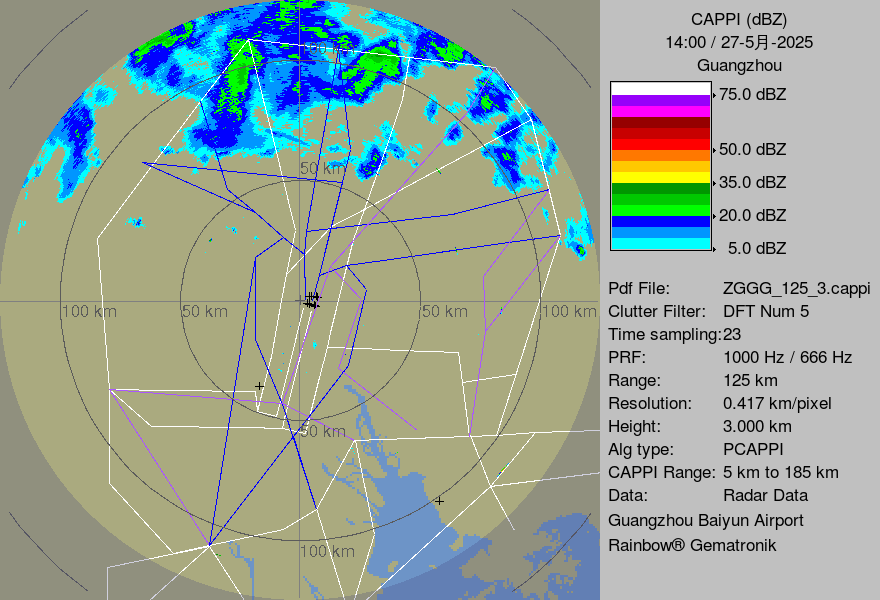 CAPPI (dBZ)
14:00 / 27-5月-2025
Guangzhou
75.0 dBZ
50.0 dBZ
35.0 dBZ
20.0 dBZ
5.0 dBZ
Pdf File: ZGGG_125_3.cappi
Clutter Filter: DFT Num 5
Time sampling:23
PRF: 1000 Hz / 666 Hz
Range: 125 km
Resolution: 0.417 km/pixel
Height: 3.000 km
Alg type: PCAPPI
CAPPI Range: 5 km to 185 km
Data: Radar Data
Guangzhou Baiyun Airport
Rainbow® Gematronik
50 km
100 km
50 km
50 km
100 km
50 km
100 km